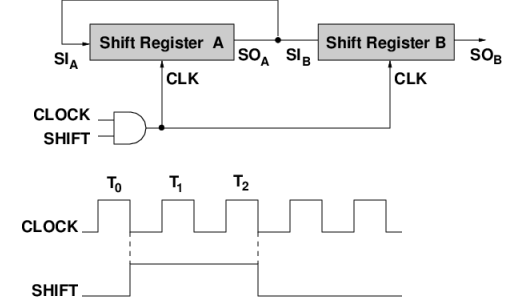 Shift Register A
Shift Register B
SI_A
SO_A
SI_B
SO_B
CLK
CLK
CLOCK
SHIFT
T_0
T_1
T_2
CLOCK
SHIFT